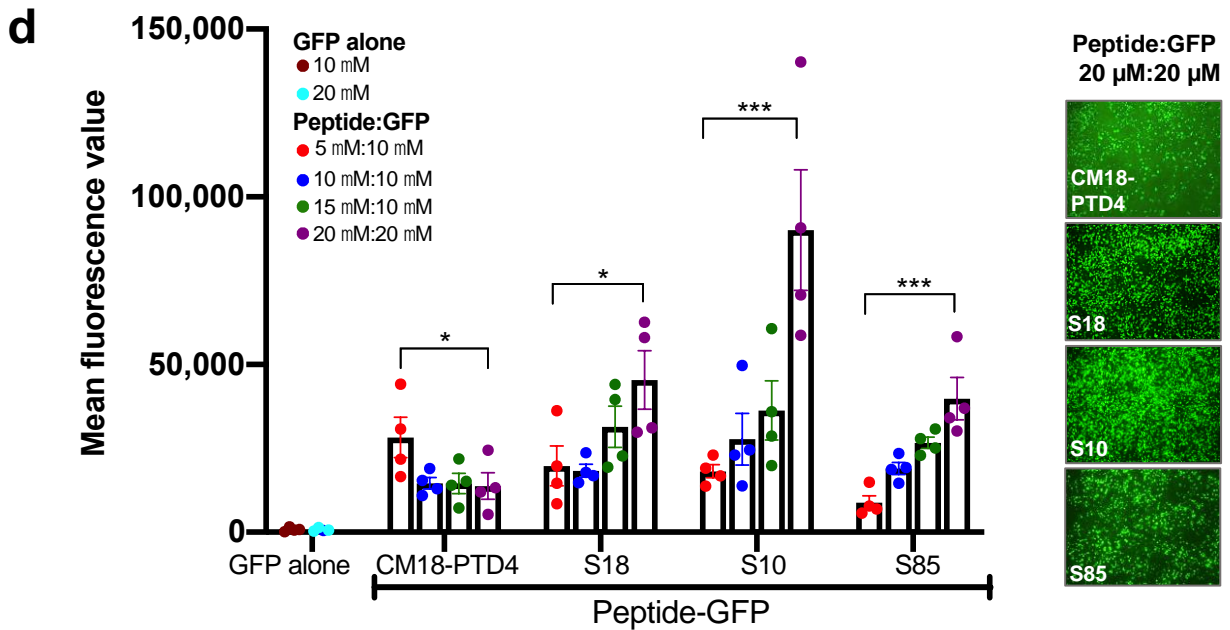 d
Mean fluorescence value
150,000
100,000
50,000
0
GFP alone
10 mM
20 mM
Peptide:GFP
5 mM:10 mM
10 mM:10 mM
15 mM:10 mM
20 mM:20 mM
*
*
***
***
GFP alone
CM18-PTD4
S18
S10
S85
Peptide-GFP
Peptide:GFP
20 µM:20 µM
CM18-
PTD4
S18
S10
S85